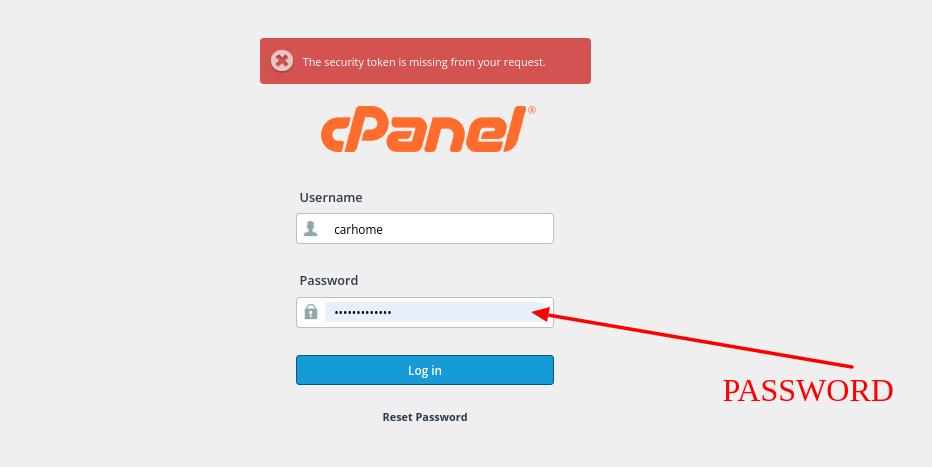 The security token is missing from your request.
cPanel®
Username
carhome
Password
•••••••••••••
Log in
PASSWORD
Reset Password